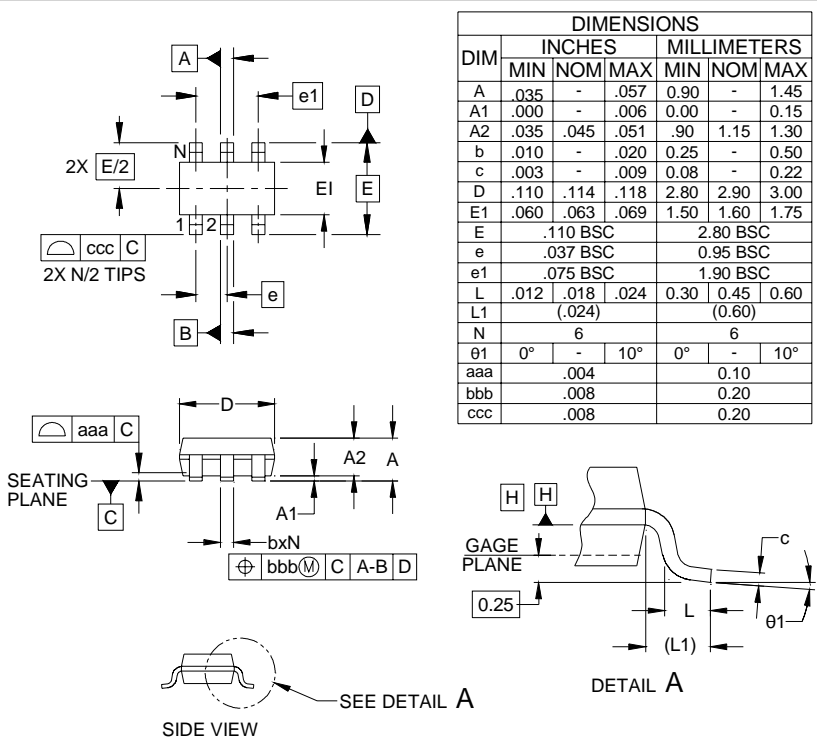 A
e1
D
N
2X E/2
EI
E
1 2
ccc C
2X N/2 TIPS
e
B
DIMENSIONS
DIM INCHES MILLIMETERS
MIN NOM MAX MIN NOM MAX
A .035 - .057 0.90 - 1.45
A1 .000 - .006 0.00 - 0.15
A2 .035 .045 .051 .90 1.15 1.30
b .010 - .020 0.25 - 0.50
c .003 - .009 0.08 - 0.22
D .110 .114 .118 2.80 2.90 3.00
E1 .060 .063 .069 1.50 1.60 1.75
E .110 BSC 2.80 BSC
e .037 BSC 0.95 BSC
e1 .075 BSC 1.90 BSC
L .012 .018 .024 0.30 0.45 0.60
L1 (.024) (0.60)
N 6 6
θ1 0° - 10° 0° - 10°
aaa .004 0.10
bbb .008 0.20
ccc .008 0.20
D
aaa C
A2 A
SEATING
PLANE
C
A1
bxN
⌖ bbbⓂ C A-B D
H H
GAGE
PLANE
c
0.25
L
θ1
(L1)
DETAIL A
SEE DETAIL A
SIDE VIEW